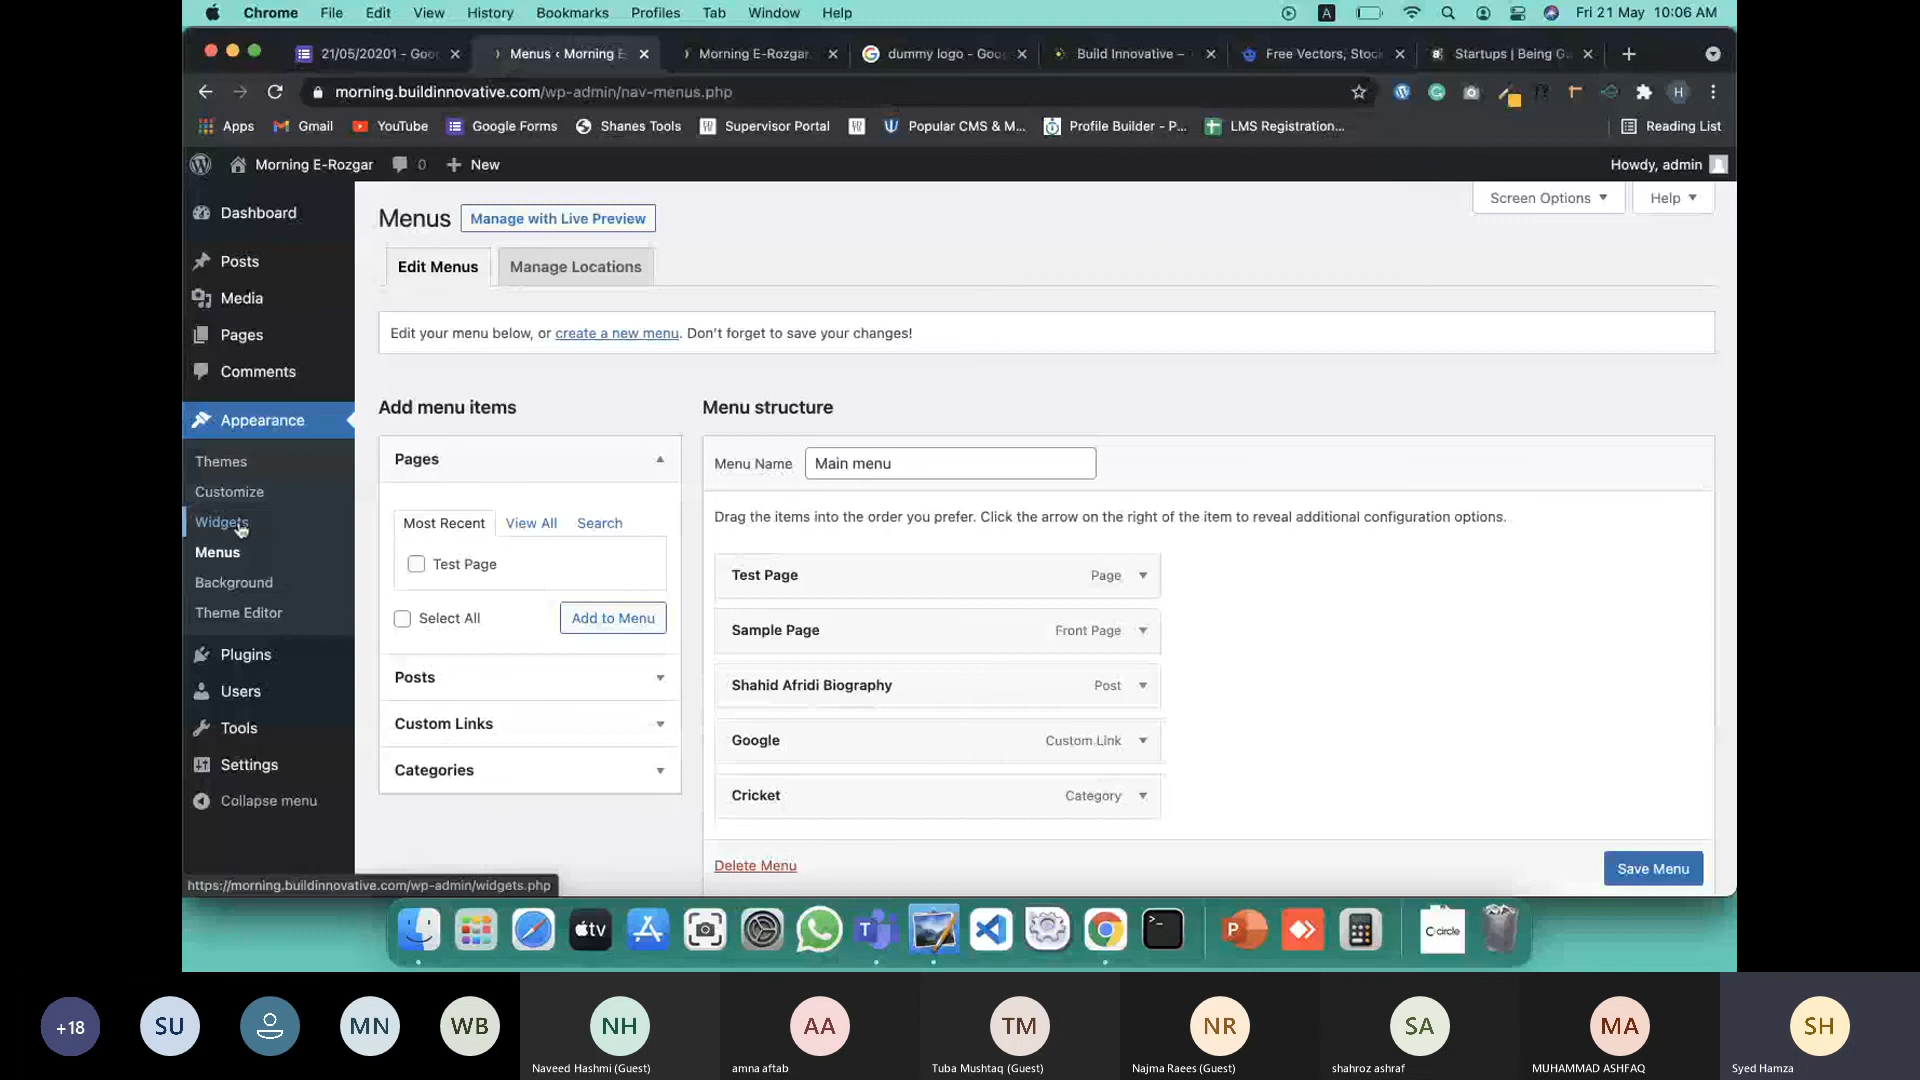 Chrome File Edit View History Bookmarks Profiles Tab Window Help A Fri 21 May 10:06 AM
21/05/20201 - Goo Menus ‹ Morning E Morning E-Rozgar dummy logo - Goo Build Innovative – Free Vectors, Stock Startups | Being G
morning.buildinnovative.com/wp-admin/nav-menus.php H
Apps Gmail YouTube Google Forms Shanes Tools Supervisor Portal Popular CMS & M... Profile Builder - P... LMS Registration... Reading List
Morning E-Rozgar 0 New Howdy, admin
Screen Options Help
Dashboard
Posts
Media
Pages
Comments
Appearance
Themes
Customize
Widgets
Menus
Background
Theme Editor
Plugins
Users
Tools
Settings
Collapse menu
Menus Manage with Live Preview
Edit Menus Manage Locations
Edit your menu below, or create a new menu. Don't forget to save your changes!
Add menu items
Pages
Most Recent View All Search
Test Page
Select All Add to Menu
Posts
Custom Links
Categories
Menu structure
Menu Name Main menu
Drag the items into the order you prefer. Click the arrow on the right of the item to reveal additional configuration options.
Test Page Page
Sample Page Front Page
Shahid Afridi Biography Post
Google Custom Link
Cricket Category
Delete Menu Save Menu
https://morning.buildinnovative.com/wp-admin/widgets.php
tv T P circle
+18 SU MN WB NH AA TM NR SA MA SH
Naveed Hashmi (Guest) amna aftab Tuba Mushtaq (Guest) Najma Raees (Guest) shahroz ashraf MUHAMMAD ASHFAQ Syed Hamza